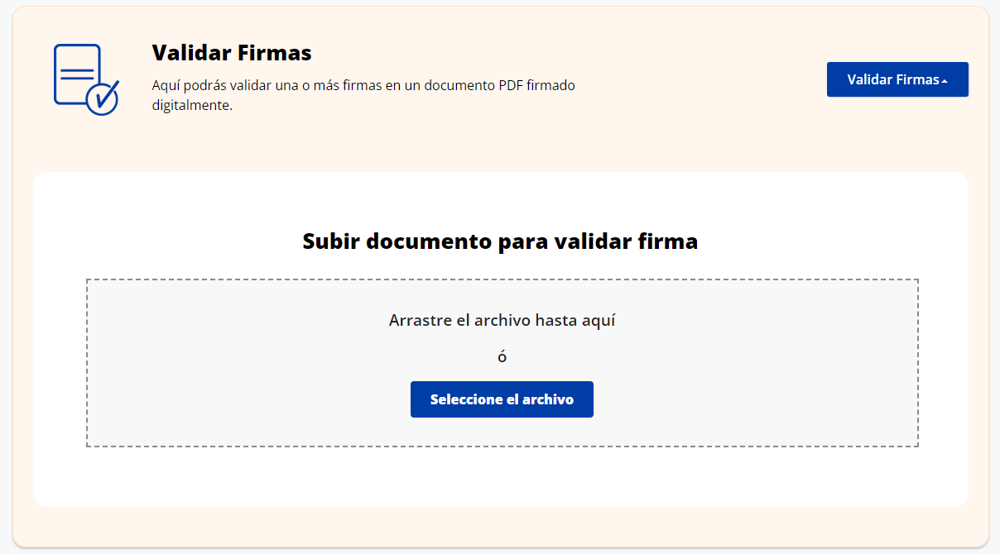 Validar Firmas
Aquí podrás validar una o más firmas en un documento PDF firmado
digitalmente.
Validar Firmas
Subir documento para validar firma
Arrastre el archivo hasta aquí
ó
Seleccione el archivo